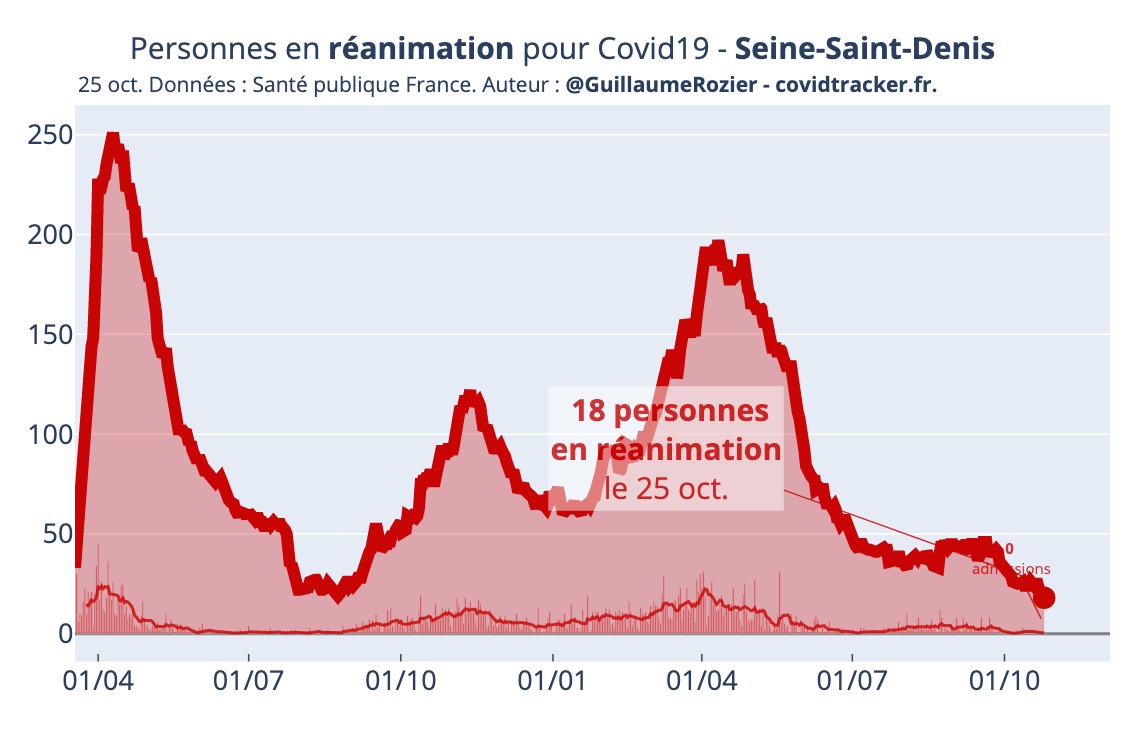 Personnes en réanimation pour Covid19 - Seine-Saint-Denis
25 oct. Données : Santé publique France. Auteur : @GuillaumeRozier - covidtracker.fr.
250
200
150
100
50
0
18 personnes
en réanimation
le 25 oct.
0
admissions
01/04
01/07
01/10
01/01
01/04
01/07
01/10